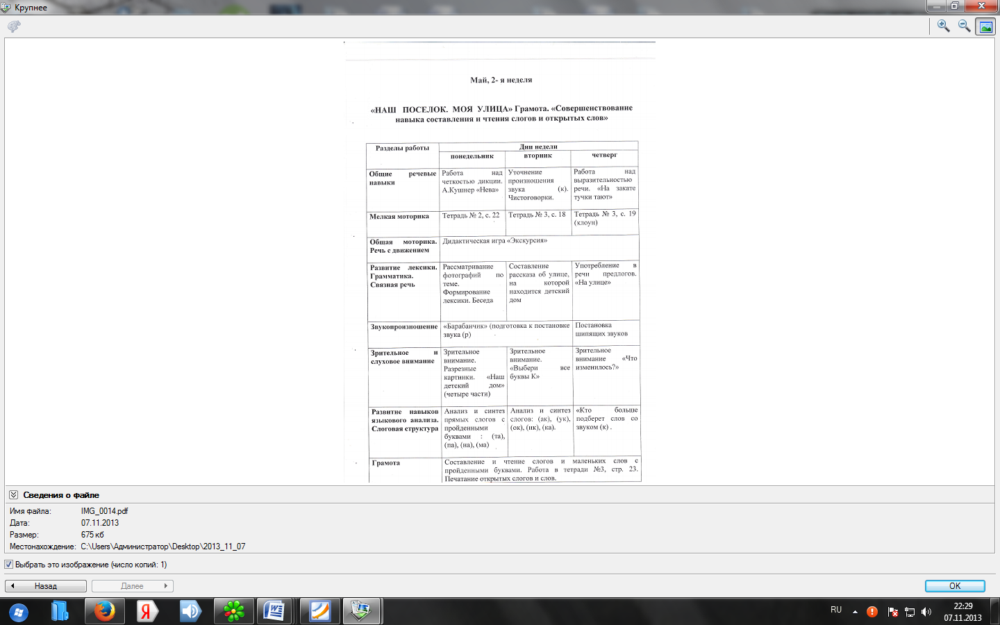 Крупнее
Май, 2- я неделя
«НАШ ПОСЕЛОК. МОЯ УЛИЦА» Грамота. «Совершенствование
навыка составления и чтения слогов и открытых слов»
Разделы работы
Дни недели
понедельник
вторник
четверг
Общие речевые
навыки
Работа над
четкостью дикции.
А.Кушнер «Нева»
Уточнение
произношения
звука (к).
Чистоговорки.
Работа над
выразительностью
речи. «На закате
тучки тают»
Мелкая моторика
Тетрадь № 2, с. 22
Тетрадь № 3, с. 18
Тетрадь № 3, с. 19
(клоун)
Общая моторика.
Речь с движением
Дидактическая игра «Экскурсия»
Развитие лексики.
Грамматика.
Связная речь
Рассматривание
фотографий по
теме.
Формирование
лексики. Беседа
Составление
рассказа об улице,
на которой
находится детский
дом
Употребление в
речи предлогов.
«На улице»
Звукопроизношение
«Барабанчик» (подготовка к постановке
звука (р)
Постановка
шипящих звуков
Зрительное и
слуховое внимание
Зрительное
внимание.
Разрезные
картинки. «Наш
детский дом»
(четыре части)
Зрительное
внимание.
«Выбери все
буквы К»
Зрительное
внимание «Что
изменилось?»
Развитие навыков
языкового анализа.
Слоговая структура
Анализ и синтез
прямых слогов с
пройденными
буквами : (та),
(па), (на), (ма)
Анализ и синтез
слогов: (ак), (ук),
(ок), (ик), (ка).
«Кто больше
подберет слов со
звуком (к) .
Грамота
Составление и чтение слогов и маленьких слов с
пройденными буквами. Работа в тетради №3, стр. 23.
Печатание открытых слогов и слов.
Сведения о файле
Имя файла: IMG_0014.pdf
Дата: 07.11.2013
Размер: 675 кб
Местонахождение: C:\Users\Администратор\Desktop\2013_11_07
Выбрать это изображение (число копий: 1)
Назад
Далее
OK
RU
22:29
07.11.2013